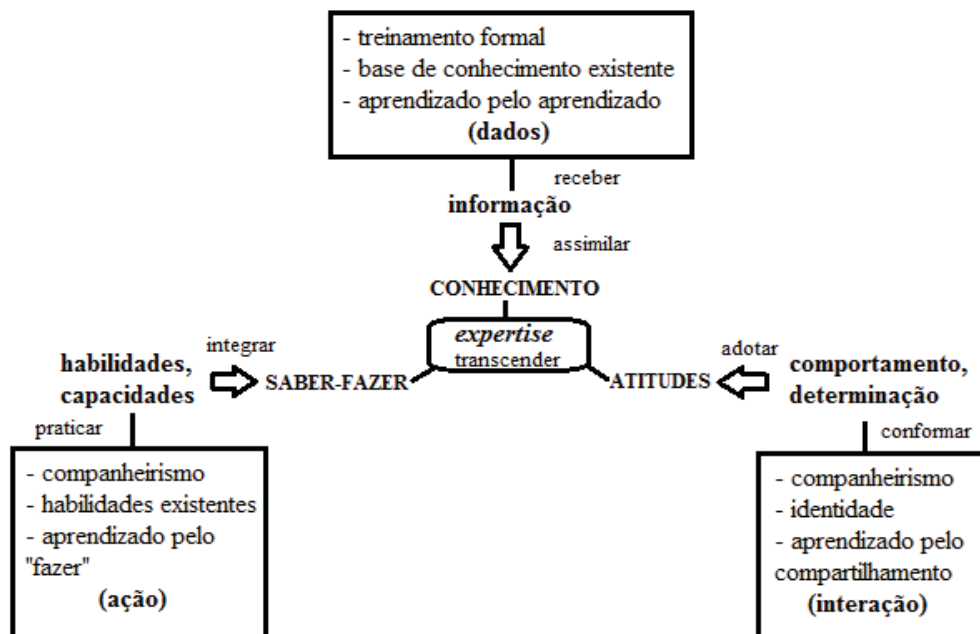 - treinamento formal
- base de conhecimento existente
- aprendizado pelo aprendizado
(dados)
receber
informação
assimilar
CONHECIMENTO
expertise
transcender
habilidades,
capacidades
integrar
SABER-FAZER
praticar
- companheirismo
- habilidades existentes
- aprendizado pelo
"fazer"
(ação)
ATITUDES
adotar
comportamento,
determinação
conformar
- companheirismo
- identidade
- aprendizado pelo
compartilhamento
(interação)